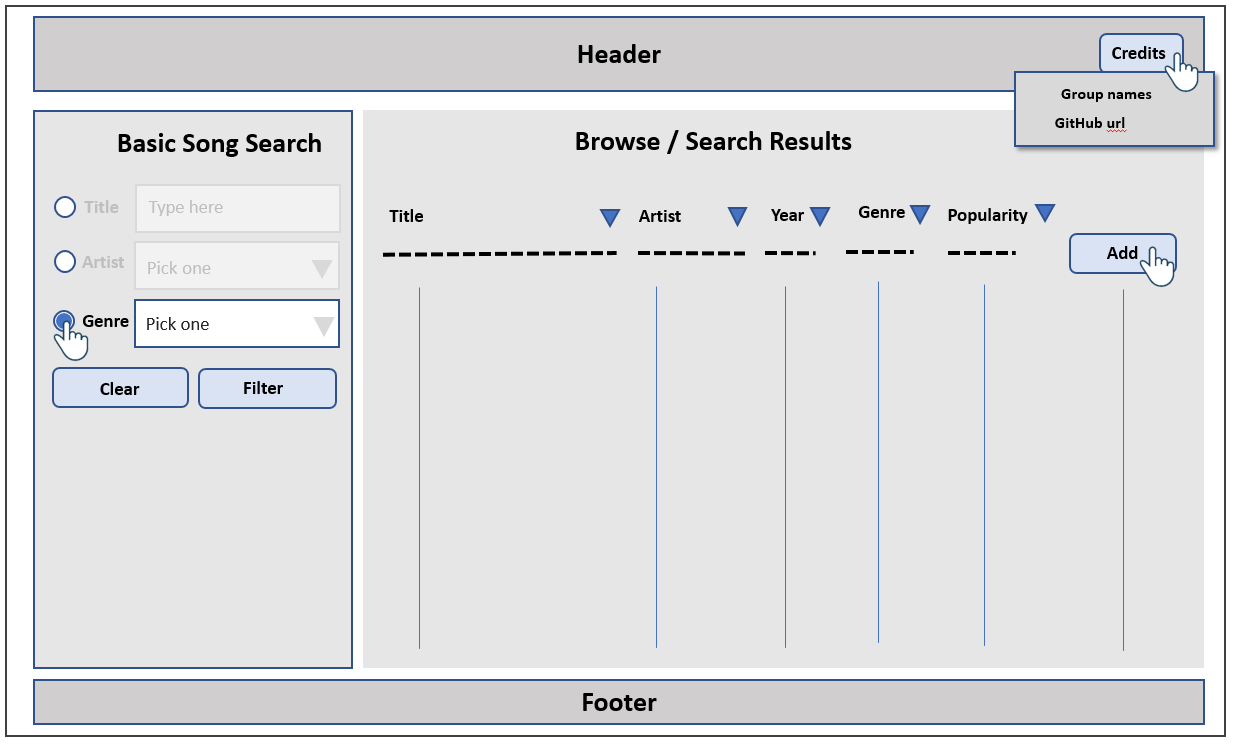 Header
Credits
Group names
GitHub url
Basic Song Search
Title
Type here
Artist
Pick one
Genre
Pick one
Clear
Filter
Browse / Search Results
Title
Artist
Year
Genre
Popularity
Add
Footer